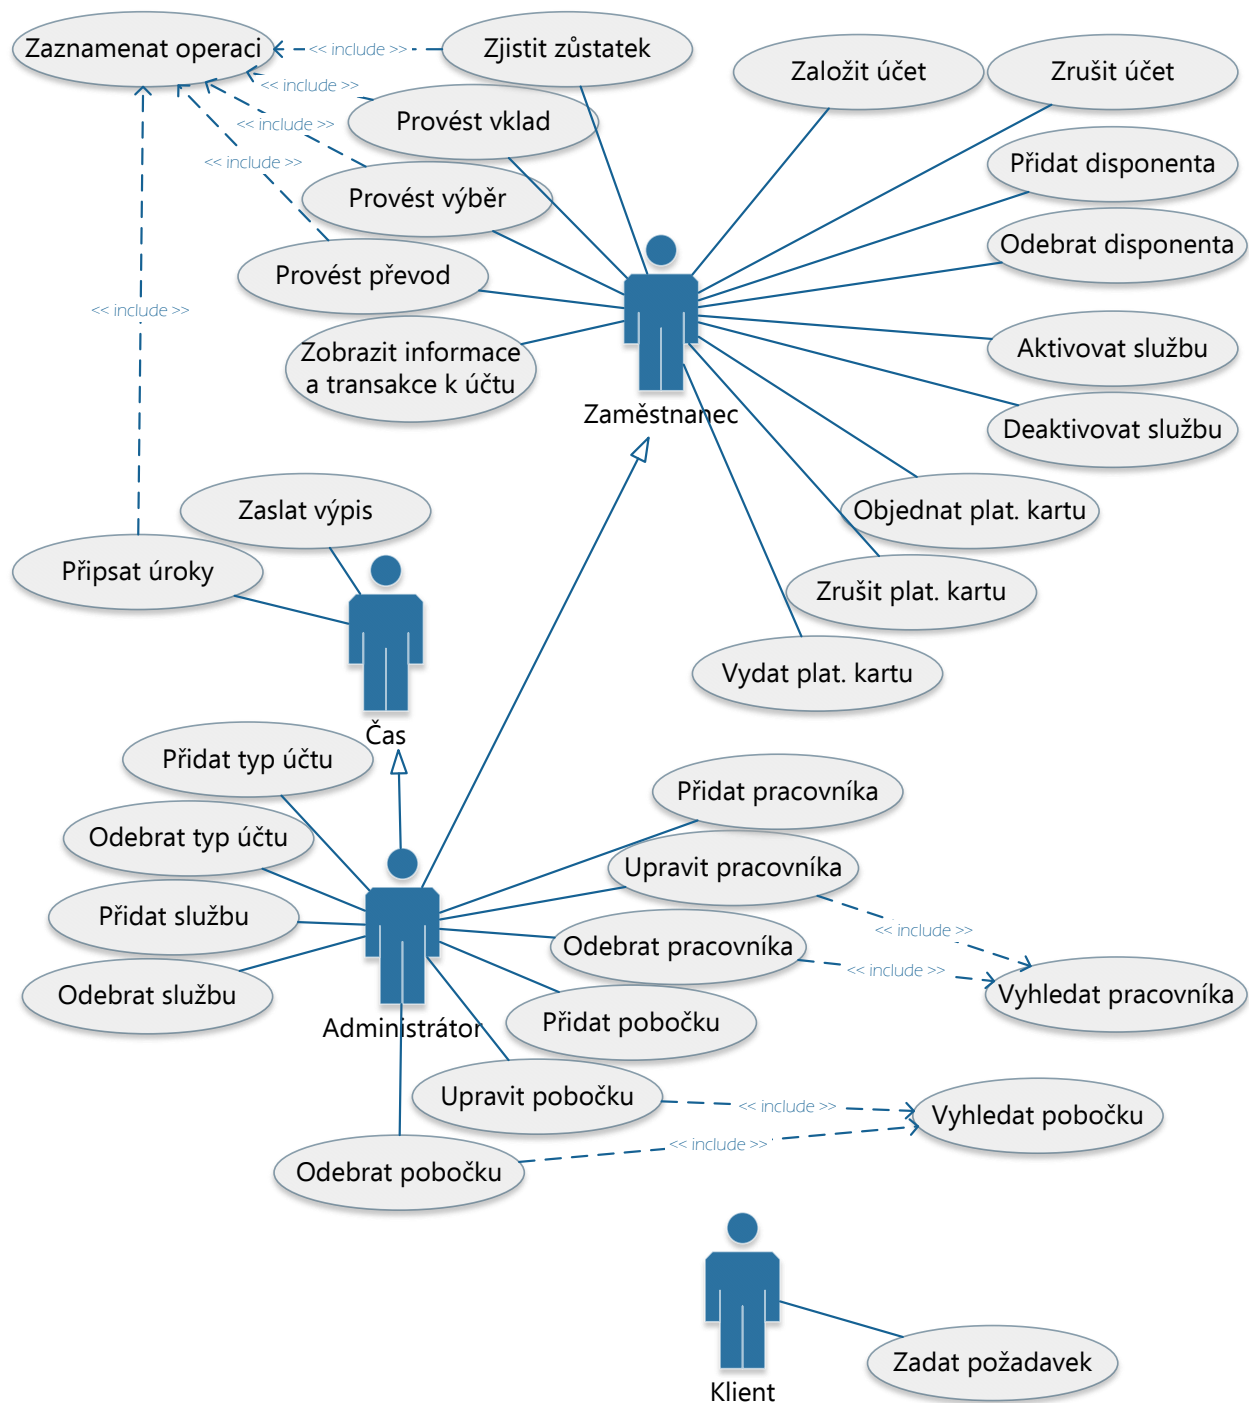 Zaznamenat operaci
<< include >>
Zjistit zůstatek
Založit účet
Zrušit účet
<< include >>
Provést vklad
<< include >>
<< include >>
Přidat disponenta
Provést výběr
Odebrat disponenta
Provést převod
<< include >>
Zobrazit informace
a transakce k účtu
Aktivovat službu
Zaměstnanec
Deaktivovat službu
Zaslat výpis
Objednat plat. kartu
Připsat úroky
Zrušit plat. kartu
Vydat plat. kartu
Čas
Přidat typ účtu
Přidat pracovníka
Odebrat typ účtu
Upravit pracovníka
Přidat službu
<< include >>
Odebrat pracovníka
<< include >>
Odebrat službu
Vyhledat pracovníka
Administrátor
Přidat pobočku
Upravit pobočku
<< include >>
Vyhledat pobočku
<< include >>
Odebrat pobočku
Zadat požadavek
Klient